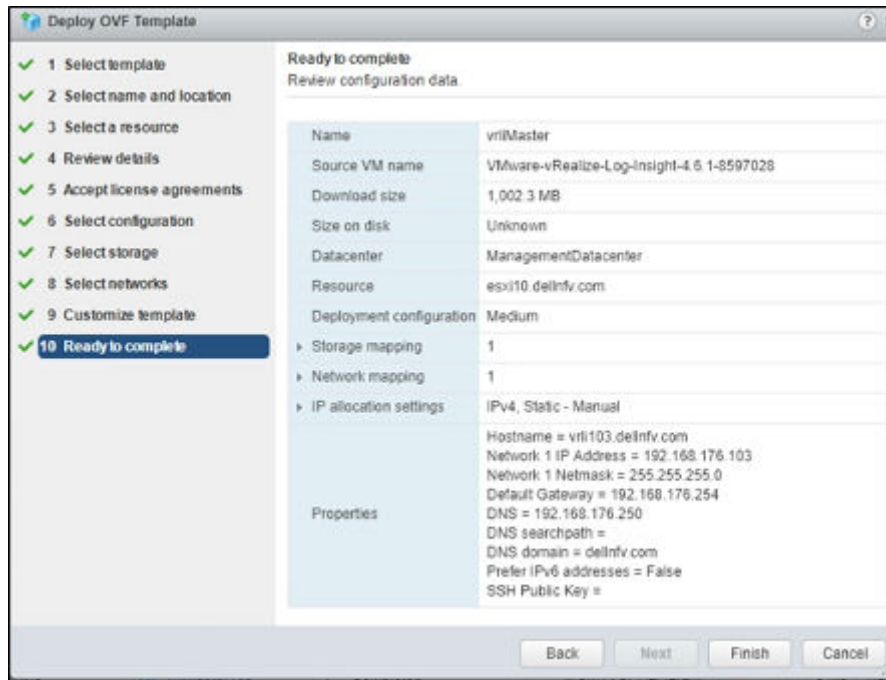 Deploy OVF Template
?
1 Select template
2 Select name and location
3 Select a resource
4 Review details
5 Accept license agreements
6 Select configuration
7 Select storage
8 Select networks
9 Customize template
10 Ready to complete
Ready to complete
Review configuration data.
Name vrliMaster
Source VM name VMware-vRealize-Log-Insight-4.6.1-8597028
Download size 1,002.3 MB
Size on disk Unknown
Datacenter ManagementDatacenter
Resource esxi10.dellnfv.com
Deployment configuration Medium
Storage mapping 1
Network mapping 1
IP allocation settings IPv4, Static - Manual
Properties
Hostname = vrli103.dellnfv.com
Network 1 IP Address = 192.168.176.103
Network 1 Netmask = 255.255.255.0
Default Gateway = 192.168.176.254
DNS = 192.168.176.250
DNS searchpath =
DNS domain = dellnfv.com
Prefer IPv6 addresses = False
SSH Public Key =
Back Next Finish Cancel